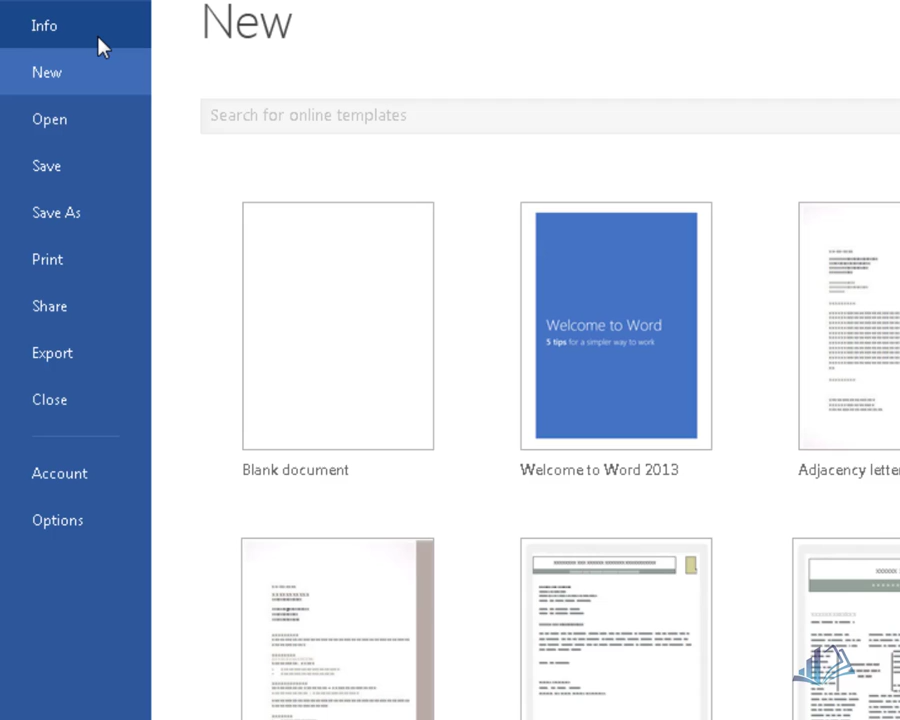 New
Info
New
Open
Save
Save As
Print
Share
Export
Close
Account
Options
Search for online templates
Welcome to Word
5 tips for a simpler way to work
Blank document
Welcome to Word 2013
Adjacency lette